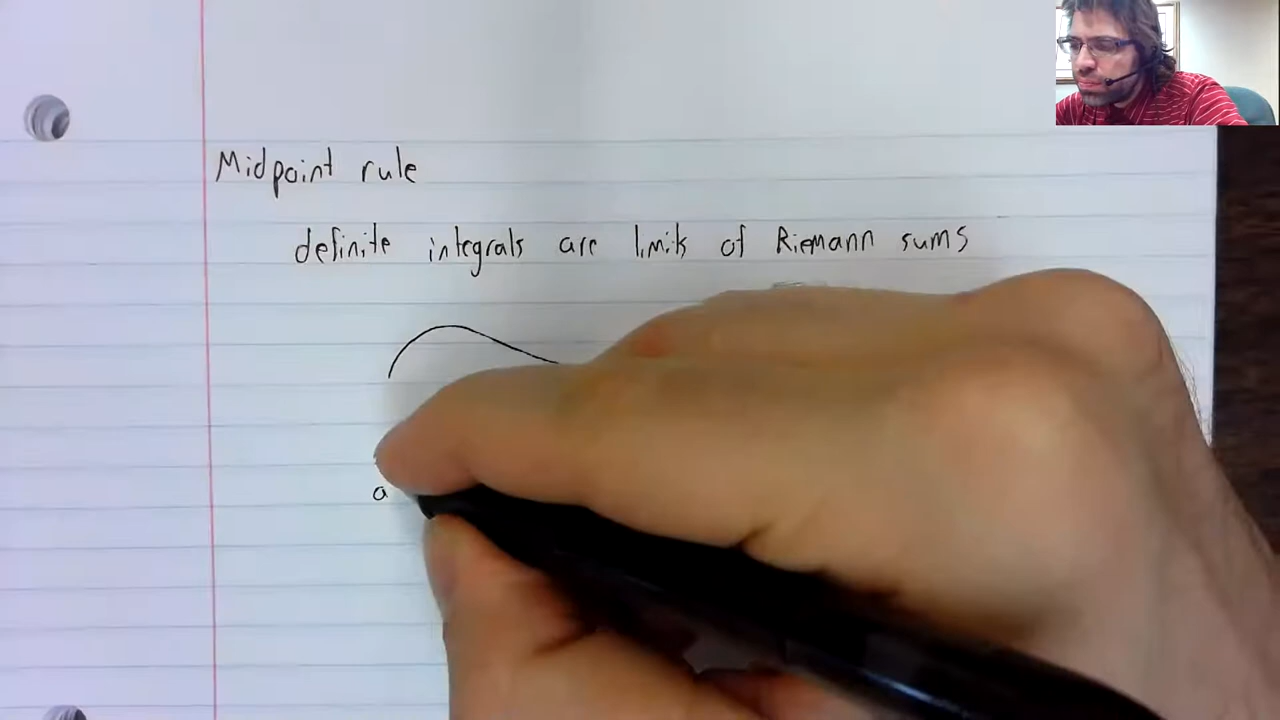 Midpoint rule
definite integrals are limits of Riemann sums
a